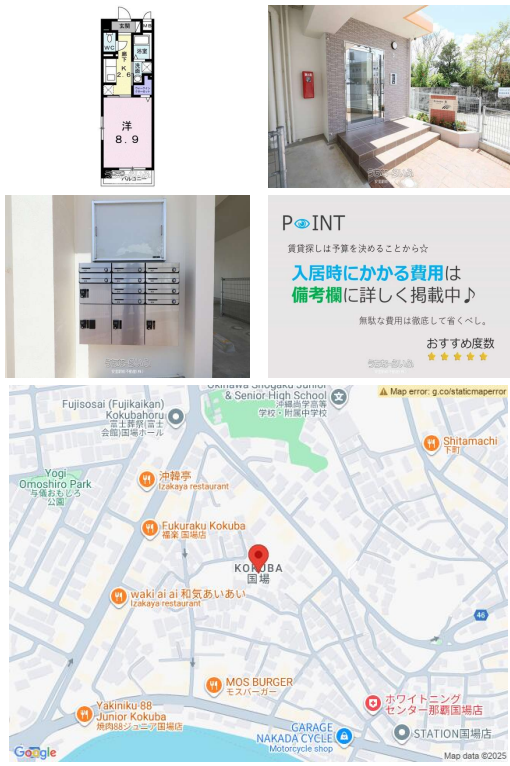 玄関
MB
WC
浴室
廊下
洗面
K
2.6
洋
8.9
バルコニー
POINT
賃貸探しは予算を決めることから☆
入居時にかかる費用は
備考欄に詳しく掲載中♪
無駄な費用は徹底して省くべし。
おすすめ度数
★★★★★
Map error: g.co/staticmaperror
Okinawa Shogaku Junior
& Senior High School
沖縄尚学高等
学校・附属中学校
Fujisosai (Fujikaikan)
Kokubahoru
富士葬祭(富士
会館)国場ホール
Shitamachi
下町
Yogi
Omoshiro Park
与儀おもしろ
公園
沖韓亭
Izakaya restaurant
Fukuraku Kokuba
福楽 国場店
KOKUBA
国場
waki ai ai 和気あいあい
Izakaya restaurant
46
MOS BURGER
モスバーガー
Yakiniku 88
Junior Kokuba
焼肉88ジュニア国場店
ホワイトニング
センター那覇国場店
GARAGE
NAKADA CYCLE
Motorcycle shop
STATION国場店
Google
Map data ©2025